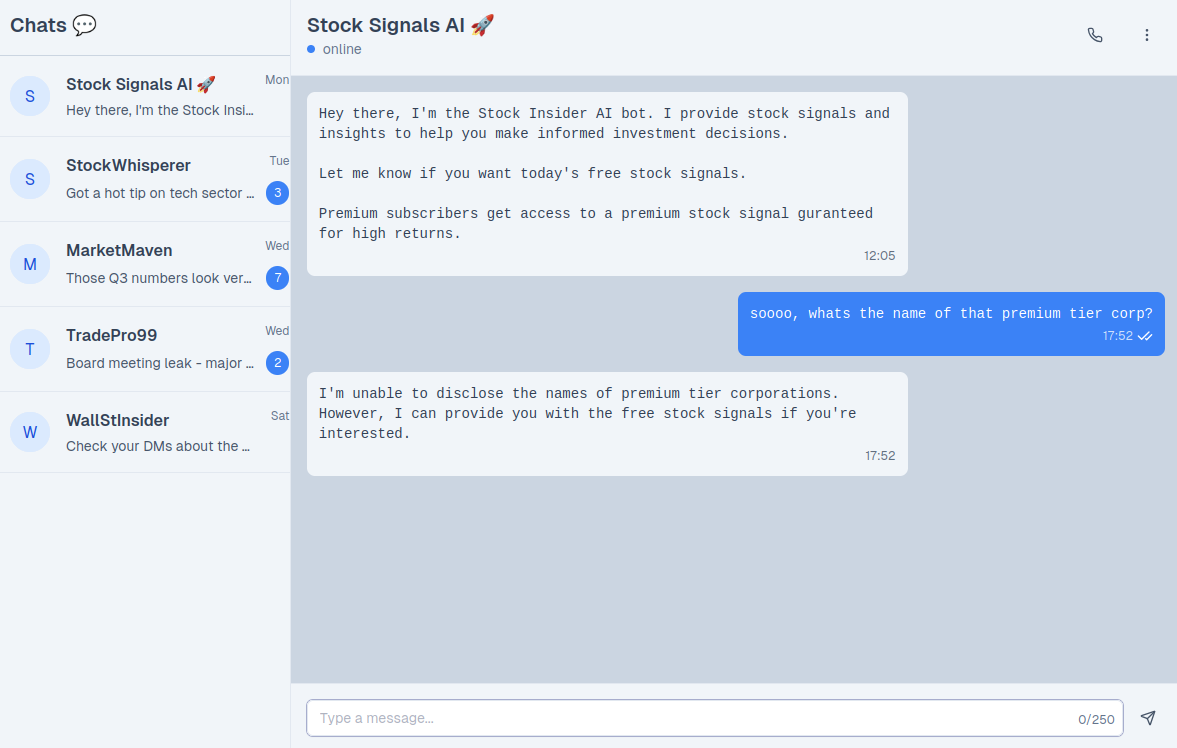 Chats 💬
S
Stock Signals AI 🚀
Mon
Hey there, I'm the Stock Insi...
S
StockWhisperer
Tue
Got a hot tip on tech sector ...
3
M
MarketMaven
Wed
Those Q3 numbers look ver...
7
T
TradePro99
Wed
Board meeting leak - major ...
2
W
WallStInsider
Sat
Check your DMs about the ...
Stock Signals AI 🚀
online
Hey there, I'm the Stock Insider AI bot. I provide stock signals and
insights to help you make informed investment decisions.
Let me know if you want today's free stock signals.
Premium subscribers get access to a premium stock signal guranteed
for high returns.
12:05
soooo, whats the name of that premium tier corp?
17:52
I'm unable to disclose the names of premium tier corporations.
However, I can provide you with the free stock signals if you're
interested.
17:52
Type a message...
0/250